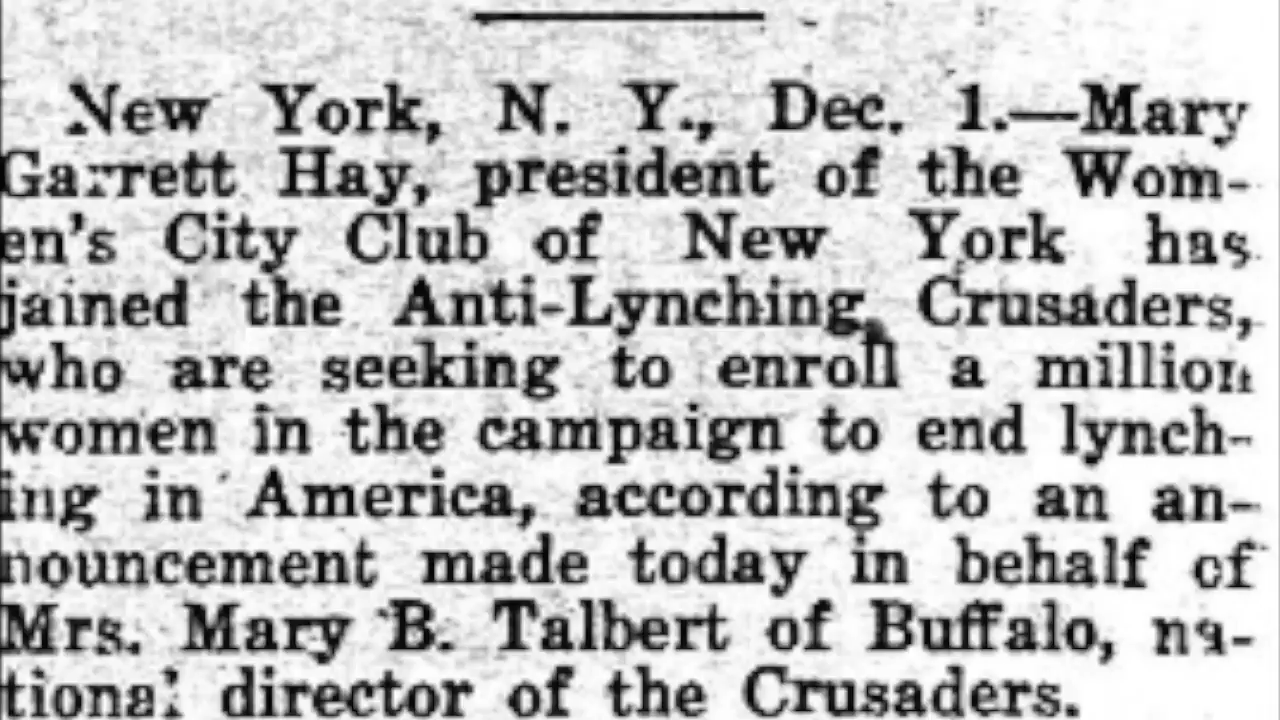 New York, N. Y., Dec. 1.—Mary
Garrett Hay, president of the Wom-
en's City Club of New York has
jained the Anti-Lynching Crusaders,
who are seeking to enroll a million
women in the campaign to end lynch-
ing in America, according to an an-
nouncement made today in behalf of
Mrs. Mary B. Talbert of Buffalo, na-
tional director of the Crusaders.